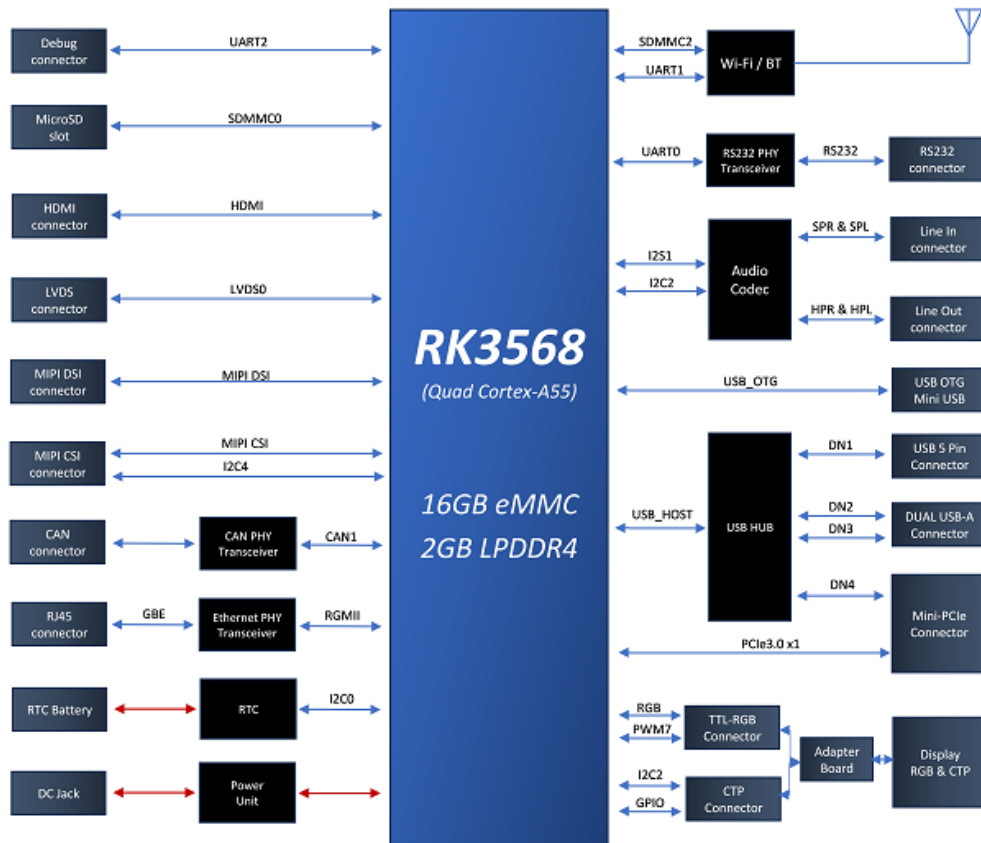 Debug
connector
UART2
MicroSD
slot
SDMMC0
HDMI
connector
HDMI
LVDS
connector
LVDS0
MIPI DSI
connector
MIPI DSI
MIPI CSI
connector
MIPI CSI
I2C4
CAN
connector
CAN PHY
Transceiver
CAN1
RJ45
connector
GBE
Ethernet PHY
Transceiver
RGMII
RTC Battery
RTC
I2C0
DC Jack
Power
Unit
RK3568
(Quad Cortex-A55)
16GB eMMC
2GB LPDDR4
SDMMC2
UART1
Wi-Fi / BT
UART0
RS232 PHY
Transceiver
RS232
RS232
connector
I2S1
I2C2
Audio
Codec
SPR & SPL
Line In
connector
HPR & HPL
Line Out
connector
USB_OTG
USB OTG
Mini USB
USB_HOST
USB HUB
DN1
USB 5 Pin
Connector
DN2
DN3
DUAL USB-A
Connector
DN4
Mini-PCIe
Connector
PCIe3.0 x1
RGB
PWM7
TTL-RGB
Connector
I2C2
GPIO
CTP
Connector
Adapter
Board
Display
RGB & CTP